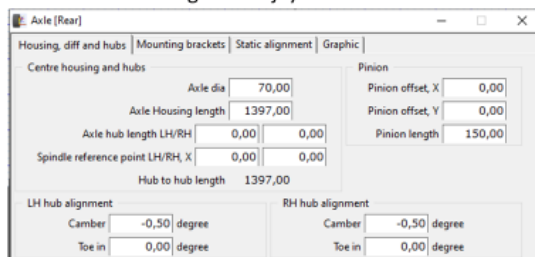 Axle [Rear]
Housing, diff and hubs Mounting brackets Static alignment Graphic
Centre housing and hubs
Axle dia 70,00
Axle Housing length 1397,00
Axle hub length LH/RH 0,00 0,00
Spindle reference point LH/RH, X 0,00 0,00
Hub to hub length 1397,00
Pinion
Pinion offset, X 0,00
Pinion offset, Y 0,00
Pinion length 150,00
LH hub alignment
Camber -0,50 degree
Toe in 0,00 degree
RH hub alignment
Camber -0,50 degree
Toe in 0,00 degree